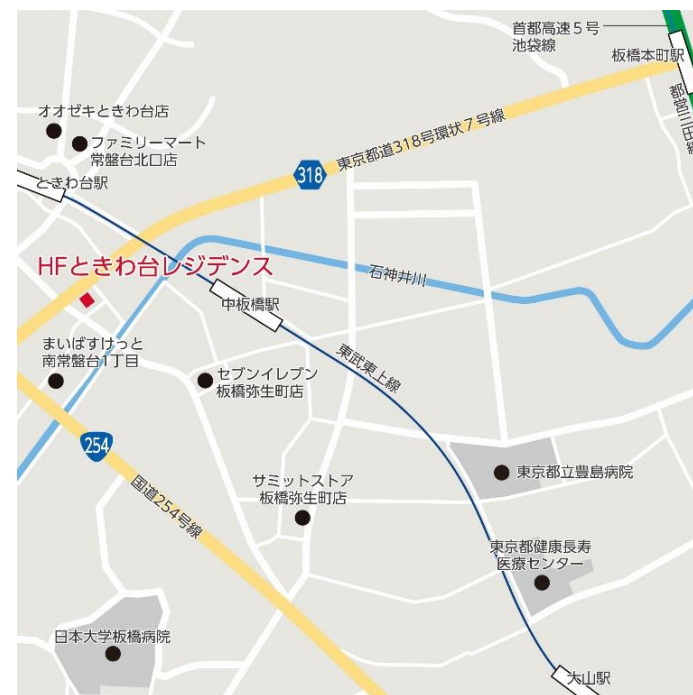 首都高速5号
池袋線
板橋本町駅
都営三田線
オオゼキときわ台店
ファミリーマート
常盤台北口店
東京都道318号環状7号線
318
ときわ台駅
HFときわ台レジデンス
石神井川
中板橋駅
まいばすけっと
南常盤台1丁目
東武東上線
セブンイレブン
板橋弥生町店
254
国道254号線
サミットストア
板橋弥生町店
東京都立豊島病院
東京都健康長寿
医療センター
日本大学板橋病院
大山駅